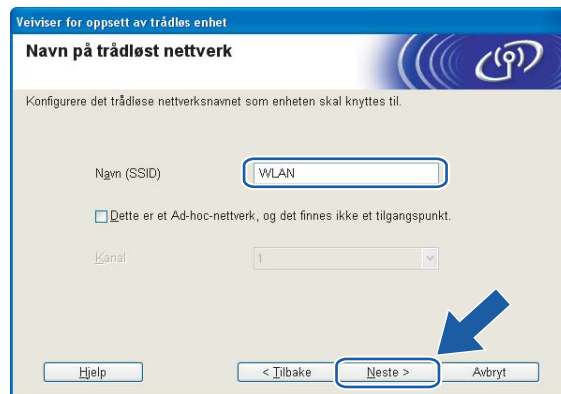 Veiviser for oppsett av trådløs enhet
Navn på trådløst nettverk
Konfigurere det trådløse nettverksnavnet som enheten skal knyttes til.
Navn (SSID) WLAN
Dette er et Ad-hoc-nettverk, og det finnes ikke et tilgangspunkt.
Kanal 1
Hjelp < Tilbake Neste > Avbryt